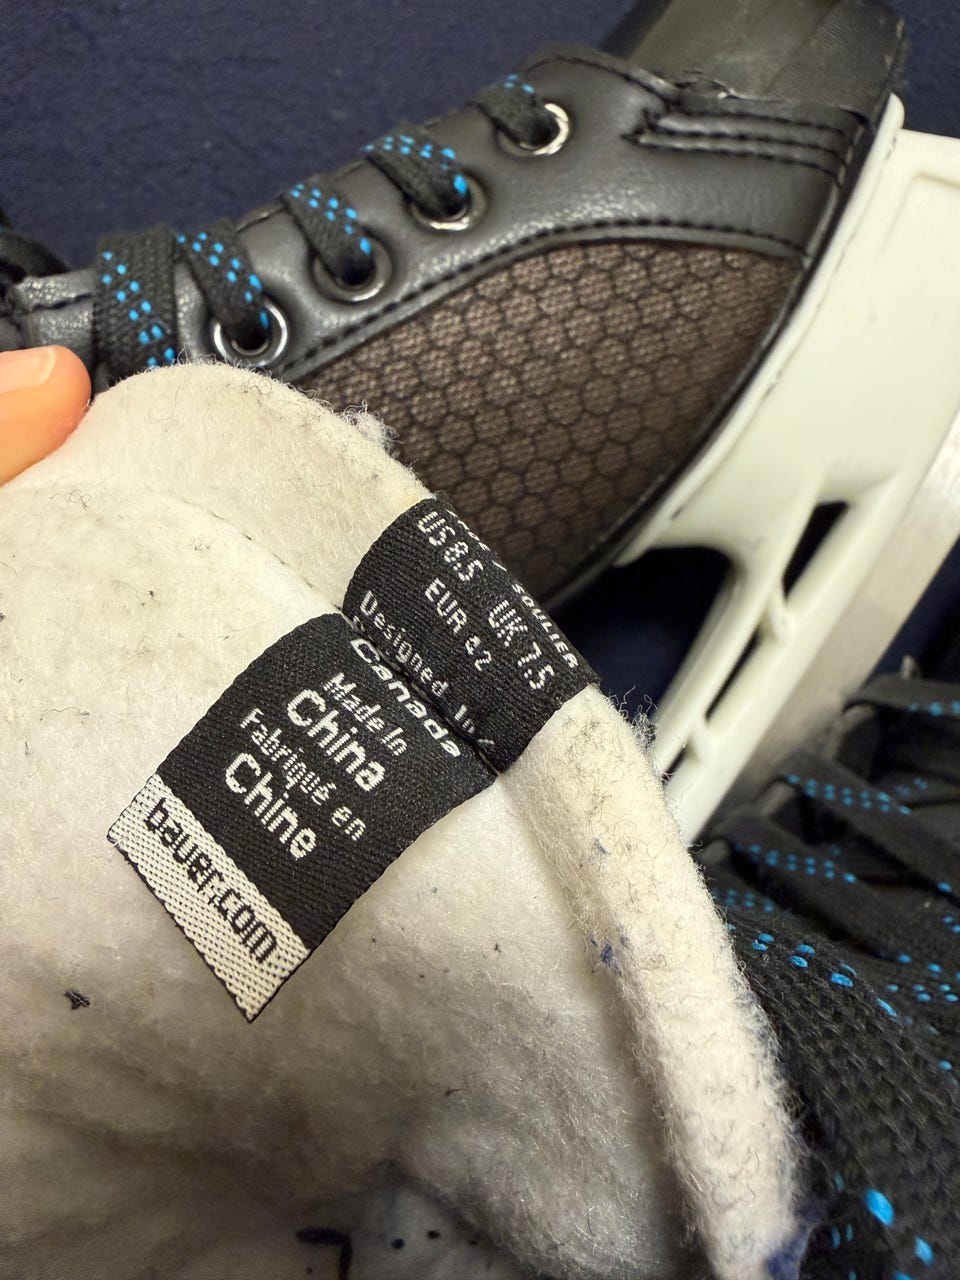 SOULIER
US 8.5 UK 7.5
EUR 42
Designed in /
Canada
Made In
China
Fabriqué en
Chine
bauer.com